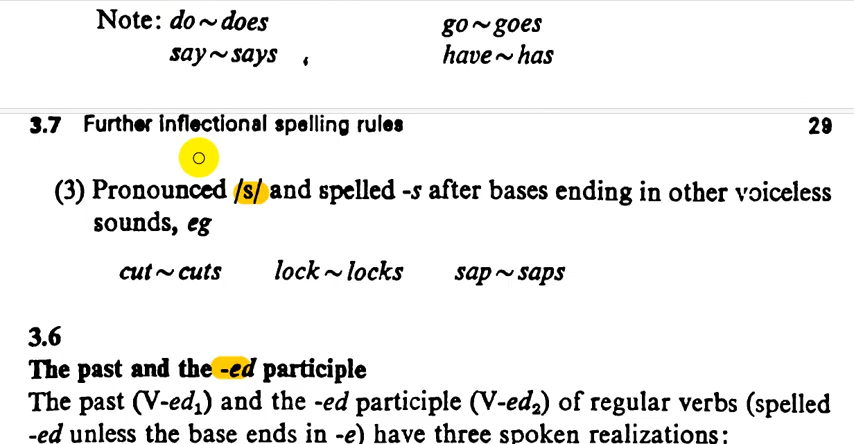 Note: do ~ does go ~ goes
say ~ says have ~ has
3.7 Further inflectional spelling rules 29
(3) Pronounced /s/ and spelled -s after bases ending in other voiceless
sounds, eg
cut ~ cuts lock ~ locks sap ~ saps
3.6
The past and the -ed participle
The past (V-ed₁) and the -ed participle (V-ed₂) of regular verbs (spelled
-ed unless the base ends in -e) have three spoken realizations: